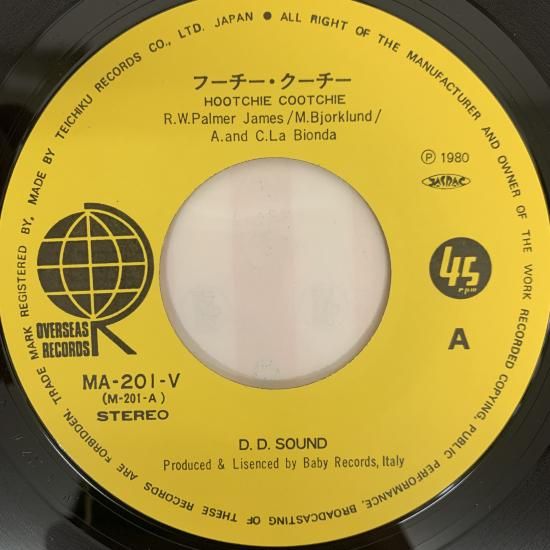 TRADE MARK REGISTERED BY, MADE BY TEICHIKU RECORDS CO., LTD. JAPAN ● ALL RIGHT OF THE MANUFACTURER AND OWNER OF THE WORK RECORDED COPYING, PUBLIC PERFORMANCE, BROADCASTING OF THESE RECORDS ARE FORBIDDEN.
フーチー・クーチー
HOOTCHIE COOTCHIE
R.W.Palmer James/M.Bjorklund/
A.and C.La Bionda
Ⓟ 1980
JASRAC
45
rpm
A
OVERSEAS
RECORDS
MA-201-V
(M-201-A)
STEREO
D. D. SOUND
Produced & Lisenced by Baby Records, Italy